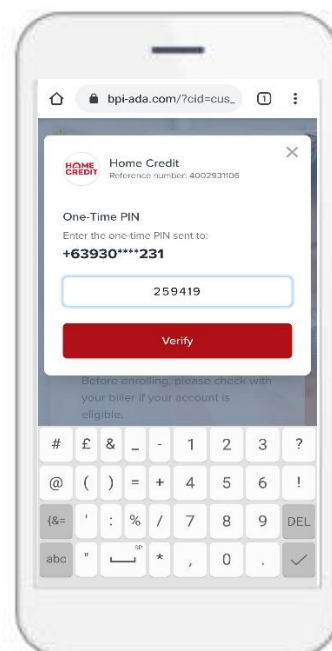 bpi-ada.com/?cid=cus_ 1
HOME CREDIT
Home Credit
Reference number: 4002931106
One-Time PIN
Enter the one-time PIN sent to:
+63930****231
259419
Verify
Before enrolling, please check with
your biller if your account is
eligible.
# £ & _ - 1 2 3 ?
@ ( ) = + 4 5 6 !
{&= ' : % / 7 8 9 DEL
abc " SP * , 0 .